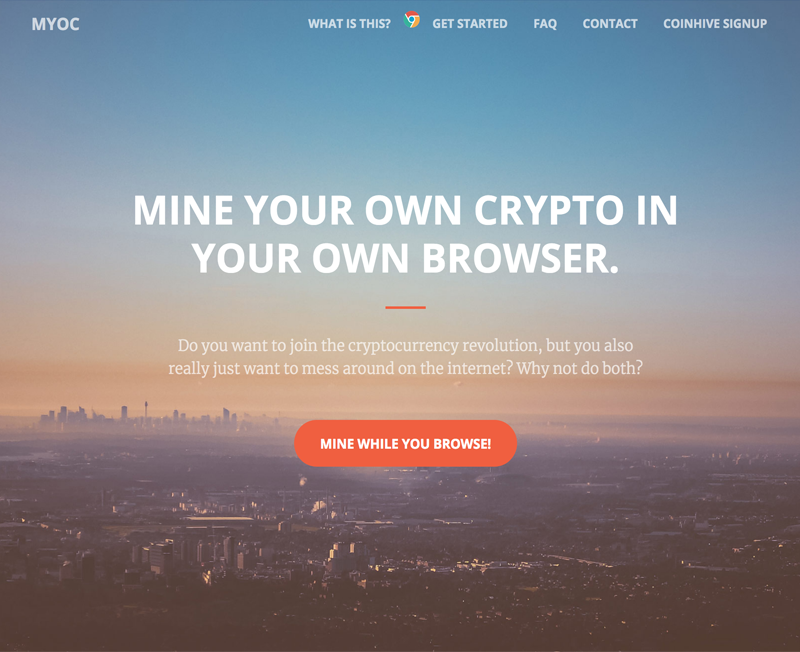 MYOC
WHAT IS THIS? GET STARTED FAQ CONTACT COINHIVE SIGNUP
MINE YOUR OWN CRYPTO IN
YOUR OWN BROWSER.
Do you want to join the cryptocurrency revolution, but you also
really just want to mess around on the internet? Why not do both?
MINE WHILE YOU BROWSE!